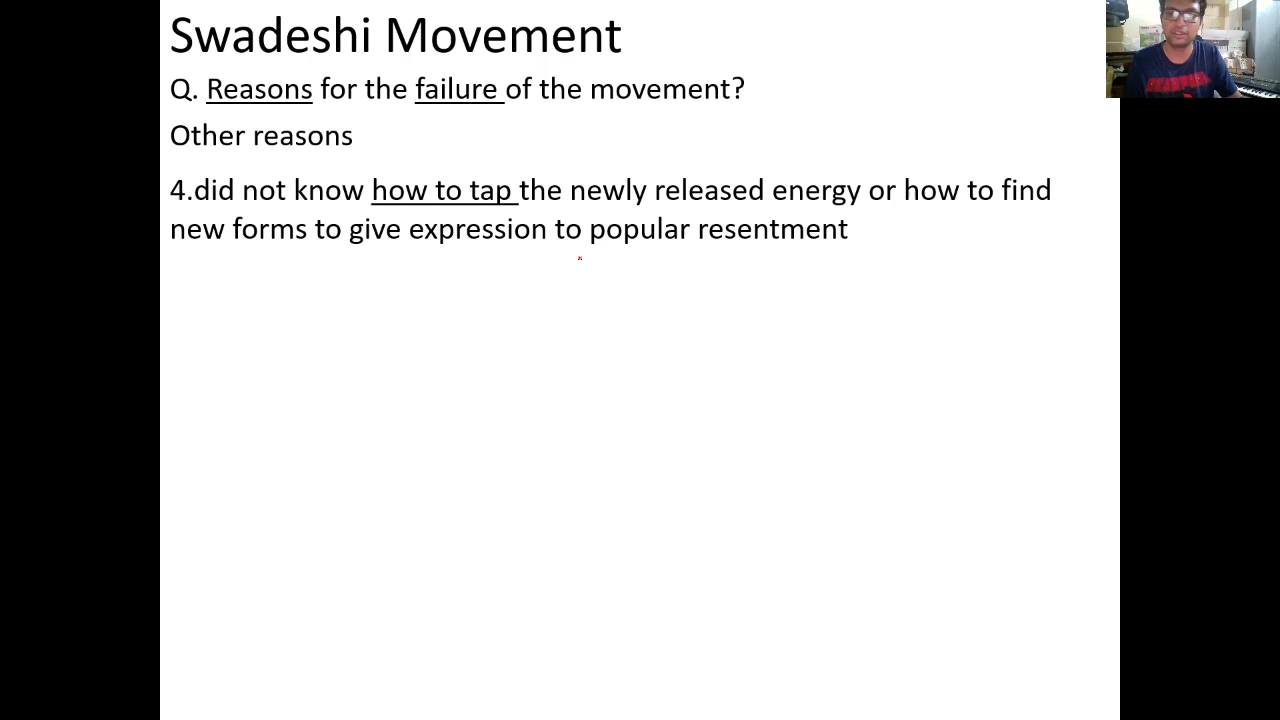 Swadeshi Movement
Q. Reasons for the failure of the movement?
Other reasons
4.did not know how to tap the newly released energy or how to find
new forms to give expression to popular resentment